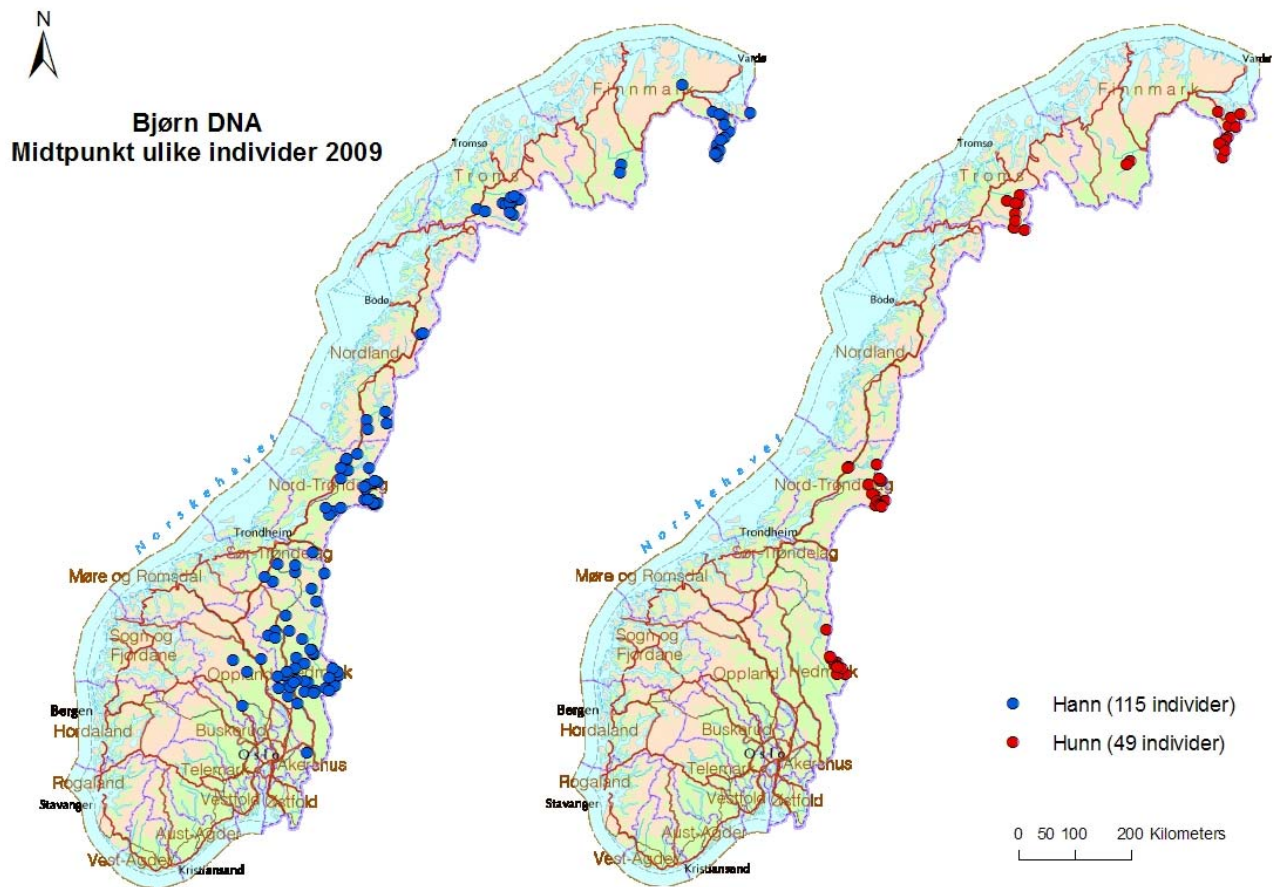 N
Bjørn DNA
Midtpunkt ulike individer 2009
Vardø
Finnmark
Tromsø
Troms
Bodø
Nordland
Norskehavet
Nord-Trøndelag
Trondheim
Sør-Trøndelag
Møre og Romsdal
Sogn og
Fjordane
Oppland
Hedmark
Bergen
Hordaland
Buskerud
Oslo
Akershus
Rogaland
Telemark
Stavanger
Vestfold
Østfold
Aust-Agder
Vest-Agder
Kristiansand
Vardø
Finnmark
Tromsø
Troms
Bodø
Nordland
Norskehavet
Nord-Trøndelag
Trondheim
Sør-Trøndelag
Møre og Romsdal
Sogn og
Fjordane
Oppland
Hedmark
Bergen
Hordaland
Buskerud
Oslo
Akershus
Rogaland
Telemark
Stavanger
Vestfold
Østfold
Aust-Agder
Vest-Agder
Kristiansand
Hann (115 individer)
Hunn (49 individer)
0 50 100 200 Kilometers